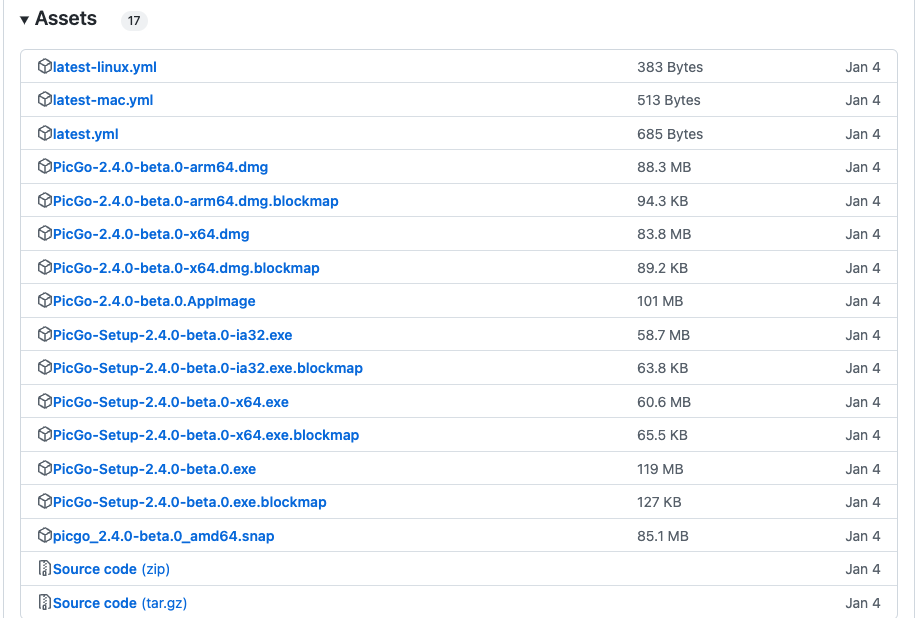 Assets 17
latest-linux.yml 383 Bytes Jan 4
latest-mac.yml 513 Bytes Jan 4
latest.yml 685 Bytes Jan 4
PicGo-2.4.0-beta.0-arm64.dmg 88.3 MB Jan 4
PicGo-2.4.0-beta.0-arm64.dmg.blockmap 94.3 KB Jan 4
PicGo-2.4.0-beta.0-x64.dmg 83.8 MB Jan 4
PicGo-2.4.0-beta.0-x64.dmg.blockmap 89.2 KB Jan 4
PicGo-2.4.0-beta.0.AppImage 101 MB Jan 4
PicGo-Setup-2.4.0-beta.0-ia32.exe 58.7 MB Jan 4
PicGo-Setup-2.4.0-beta.0-ia32.exe.blockmap 63.8 KB Jan 4
PicGo-Setup-2.4.0-beta.0-x64.exe 60.6 MB Jan 4
PicGo-Setup-2.4.0-beta.0-x64.exe.blockmap 65.5 KB Jan 4
PicGo-Setup-2.4.0-beta.0.exe 119 MB Jan 4
PicGo-Setup-2.4.0-beta.0.exe.blockmap 127 KB Jan 4
picgo_2.4.0-beta.0_amd64.snap 85.1 MB Jan 4
Source code (zip) Jan 4
Source code (tar.gz) Jan 4